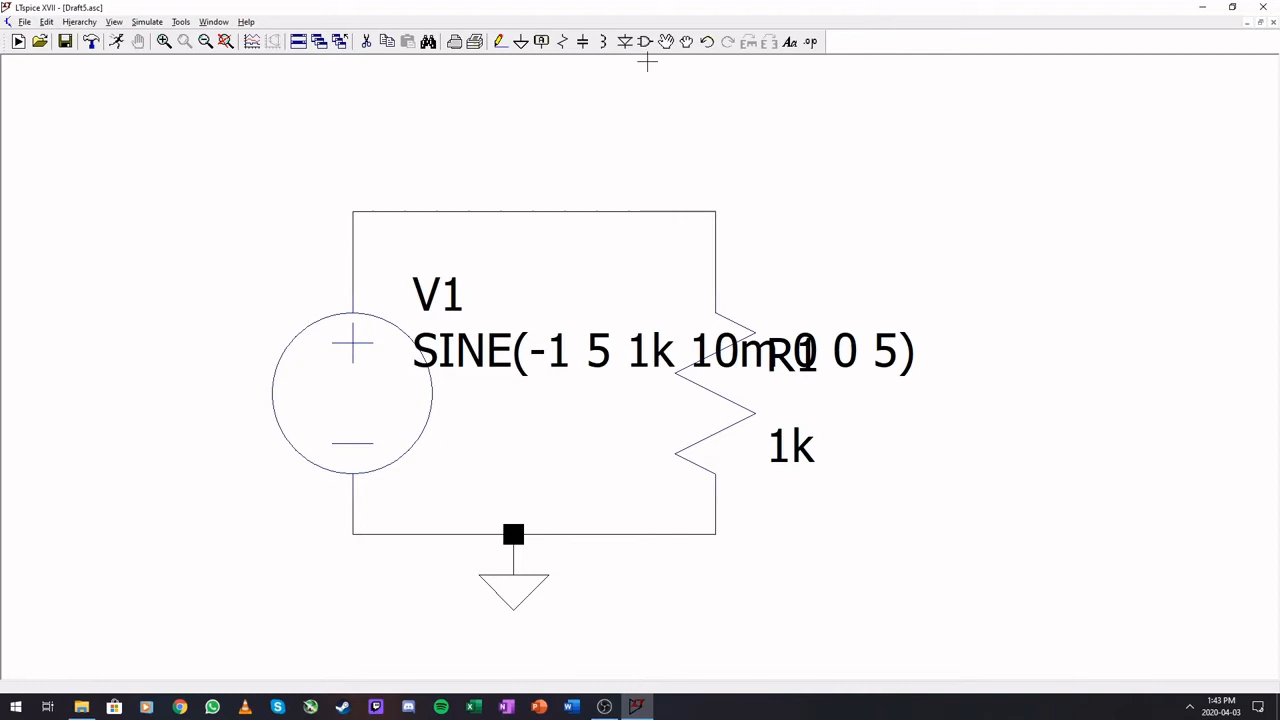 LTspice XVII - [Draft5.asc]
File Edit Hierarchy View Simulate Tools Window Help
V1
SINE(-1 5 1k 10m 0 0 5)
R1
1k
1:43 PM
2020-04-03